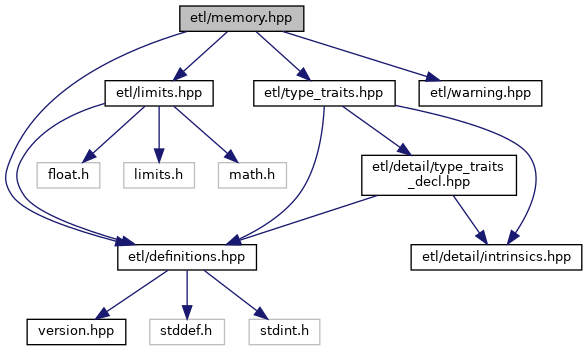 etl/memory.hpp
etl/limits.hpp
etl/type_traits.hpp
etl/warning.hpp
float.h
limits.h
math.h
etl/detail/type_traits
_decl.hpp
etl/definitions.hpp
etl/detail/intrinsics.hpp
version.hpp
stddef.h
stdint.h